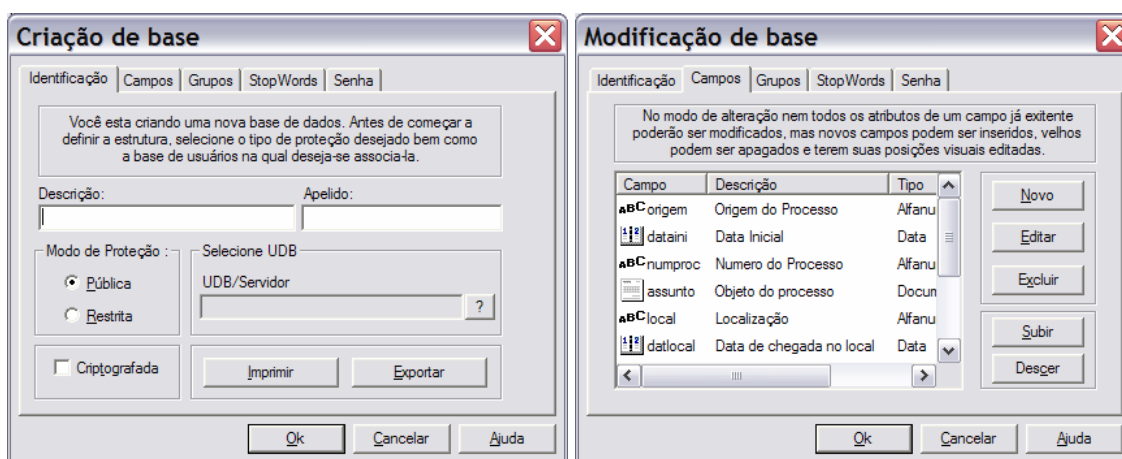 Criação de base
Identificação Campos Grupos StopWords Senha
Você esta criando uma nova base de dados. Antes de começar a
definir a estrutura, selecione o tipo de proteção desejado bem como
a base de usuários na qual deseja-se associa-la.
Descrição: Apelido:
Modo de Proteção : Selecione UDB
Pública UDB/Servidor
?
Restrita
Criptografada Imprimir Exportar
Ok Cancelar Ajuda
Modificação de base
Identificação Campos Grupos StopWords Senha
No modo de alteração nem todos os atributos de um campo já exitente
poderão ser modificados, mas novos campos podem ser inseridos, velhos
podem ser apagados e terem suas posições visuais editadas.
Campo Descrição Tipo
ABC origem Origem do Processo Alfanu
1 2 dataini Data Inicial Data
ABC numproc Numero do Processo Alfanu
assunto Objeto do processo Docun
ABC local Localização Alfanu
1 2 datlocal Data de chegada no local Data
Novo
Editar
Excluir
Subir
Descer
Ok Cancelar Ajuda